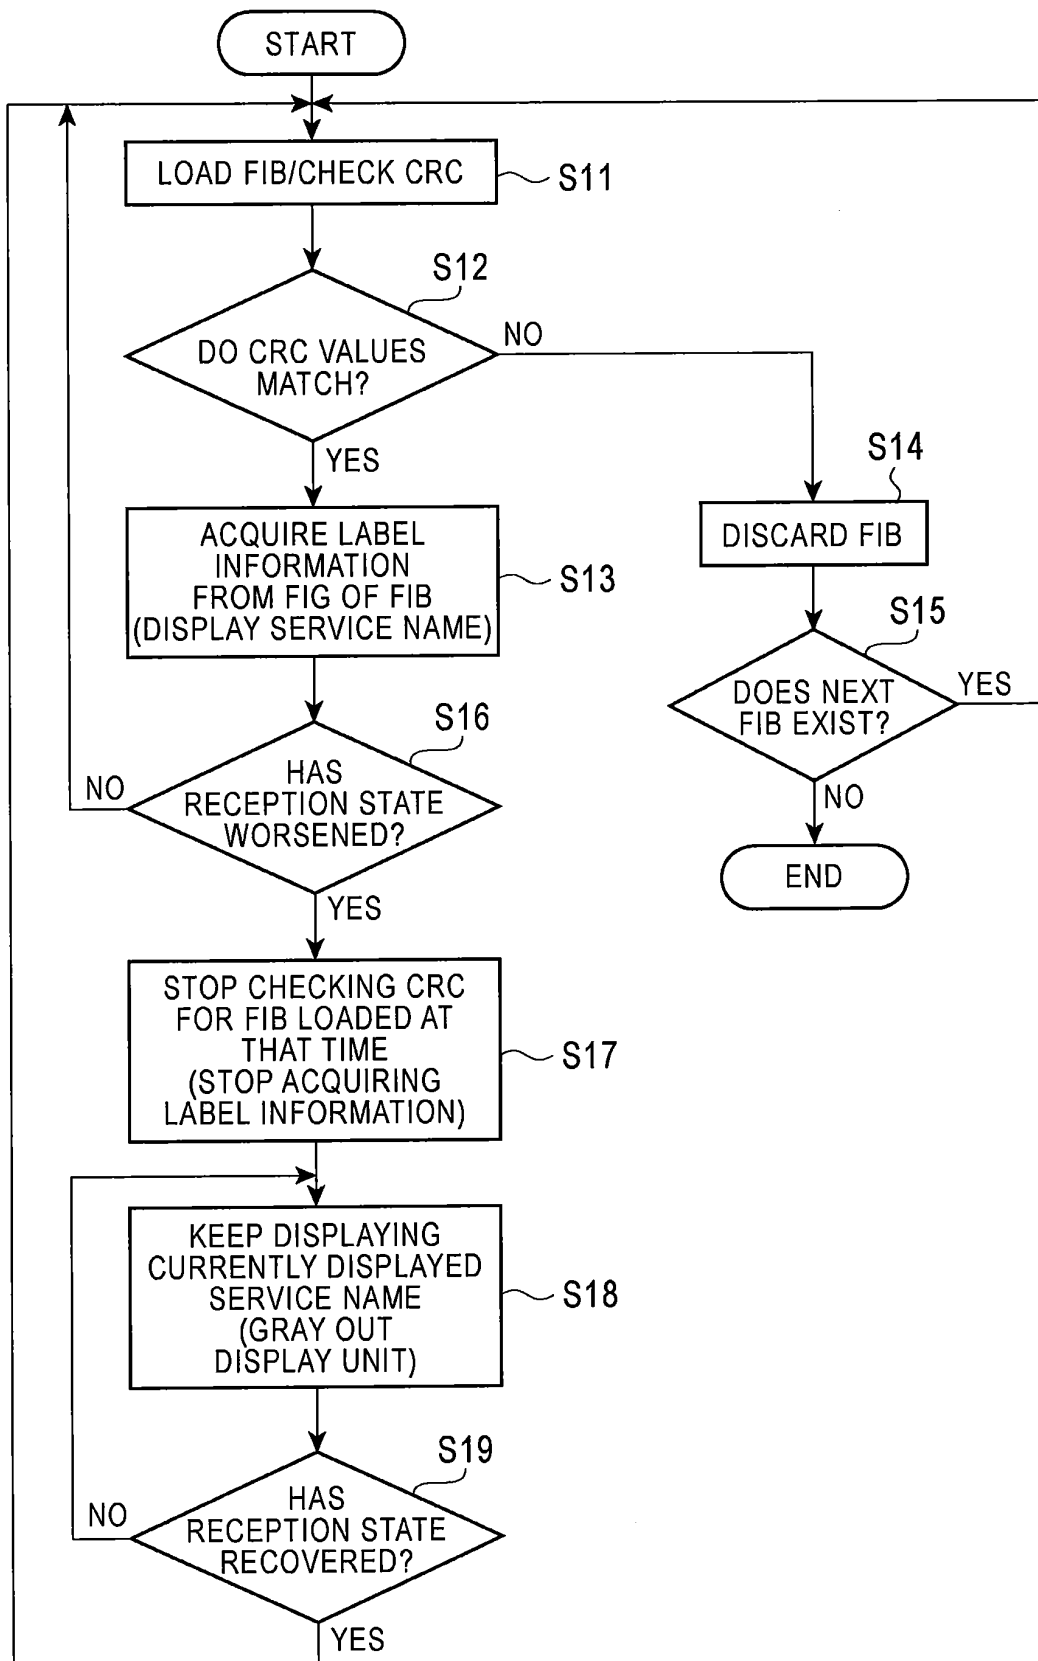 START
LOAD FIB/CHECK CRC
S11
S12
DO CRC VALUES
MATCH?
NO
YES
S14
DISCARD FIB
ACQUIRE LABEL
INFORMATION
FROM FIG OF FIB
(DISPLAY SERVICE NAME)
S13
S15
DOES NEXT
FIB EXIST?
YES
NO
END
S16
HAS
RECEPTION STATE
WORSENED?
NO
YES
STOP CHECKING CRC
FOR FIB LOADED AT
THAT TIME
(STOP ACQUIRING
LABEL INFORMATION)
S17
KEEP DISPLAYING
CURRENTLY DISPLAYED
SERVICE NAME
(GRAY OUT
DISPLAY UNIT)
S18
S19
HAS
RECEPTION STATE
RECOVERED?
NO
YES